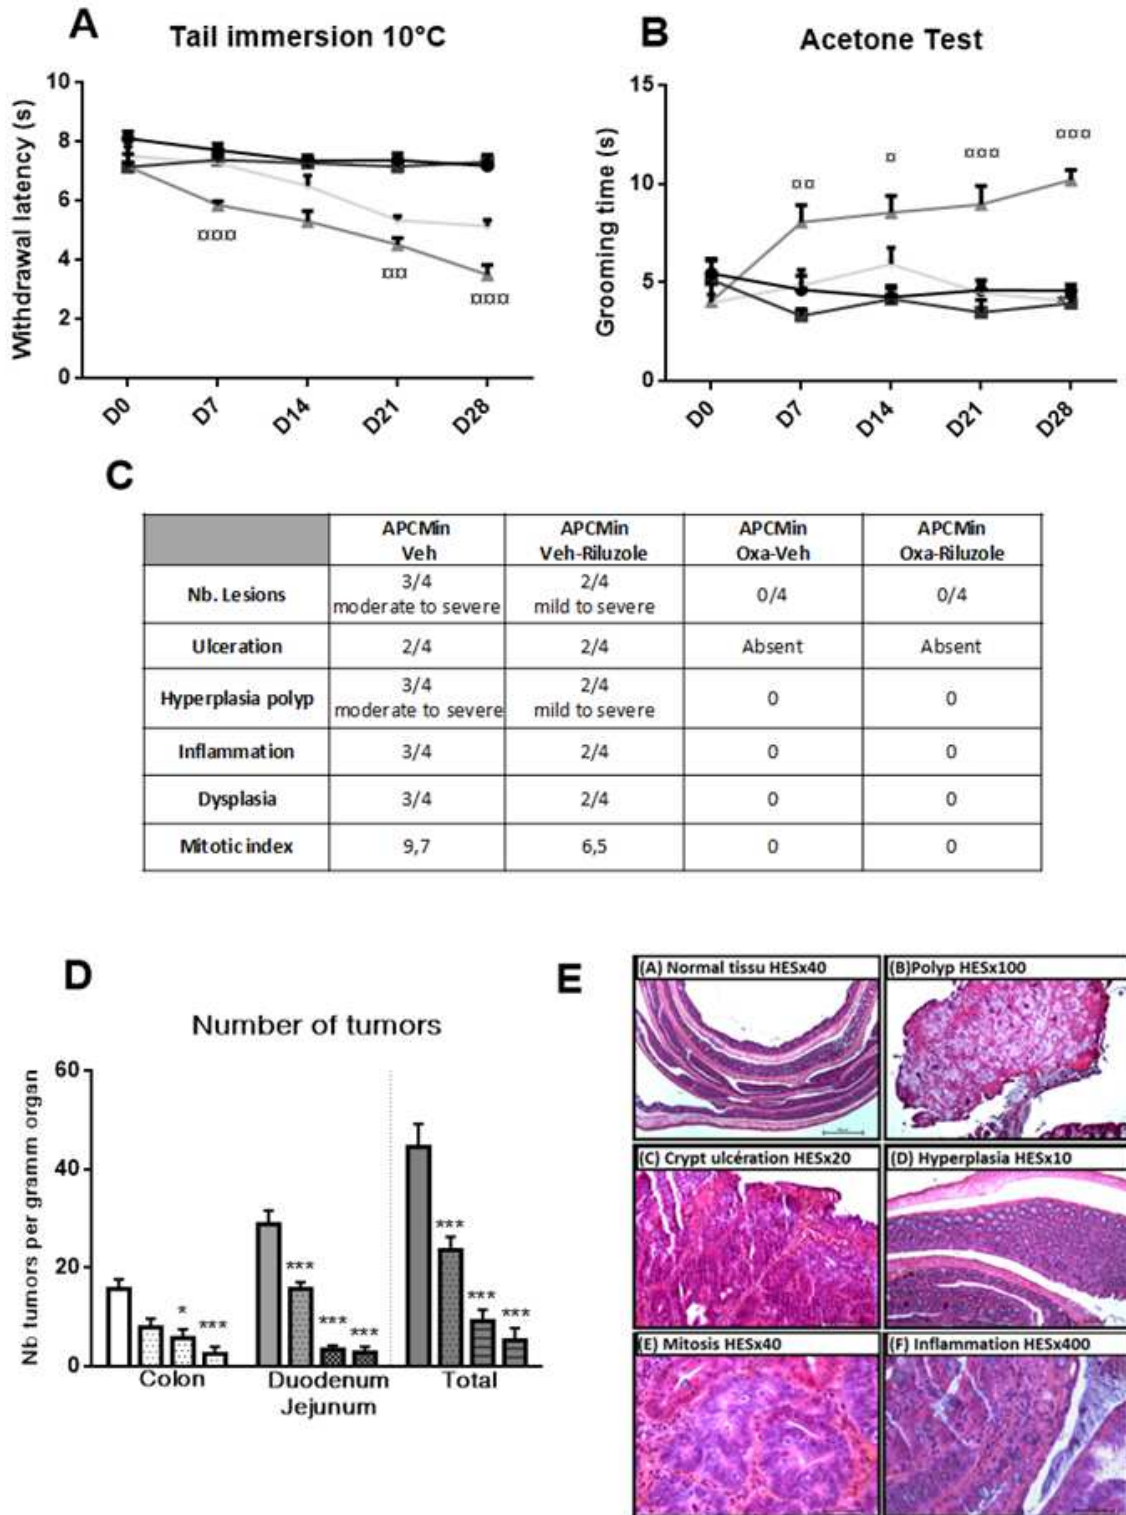 A
Tail immersion 10°C
Withdrawal latency (s)
10
8
6
4
2
0
¤¤¤
¤¤
¤¤¤
D0 D7 D14 D21 D28
B
Acetone Test
Grooming time (s)
15
10
5
0
¤¤
¤
¤¤¤
¤¤¤
*
D0 D7 D14 D21 D28
C
APCMin APCMin APCMin APCMin
Veh Veh-Riluzole Oxa-Veh Oxa-Riluzole
Nb. Lesions
3/4
moderate to severe
2/4
mild to severe
0/4
0/4
Ulceration 2/4 2/4 Absent Absent
Hyperplasia polyp
3/4
moderate to severe
2/4
mild to severe
0
0
Inflammation 3/4 2/4 0 0
Dysplasia 3/4 2/4 0 0
Mitotic index 9,7 6,5 0 0
D
Number of tumors
Nb tumors per gramm organ
60
40
20
0
* ***
*** *** ***
*** *** ***
Colon
Duodenum
Jejunum
Total
E
(A) Normal tissu HESx40
(B)Polyp HESx100
(C) Crypt ulcération HESx20
(D) Hyperplasia HESx10
(E) Mitosis HESx40
(F) Inflammation HESx400